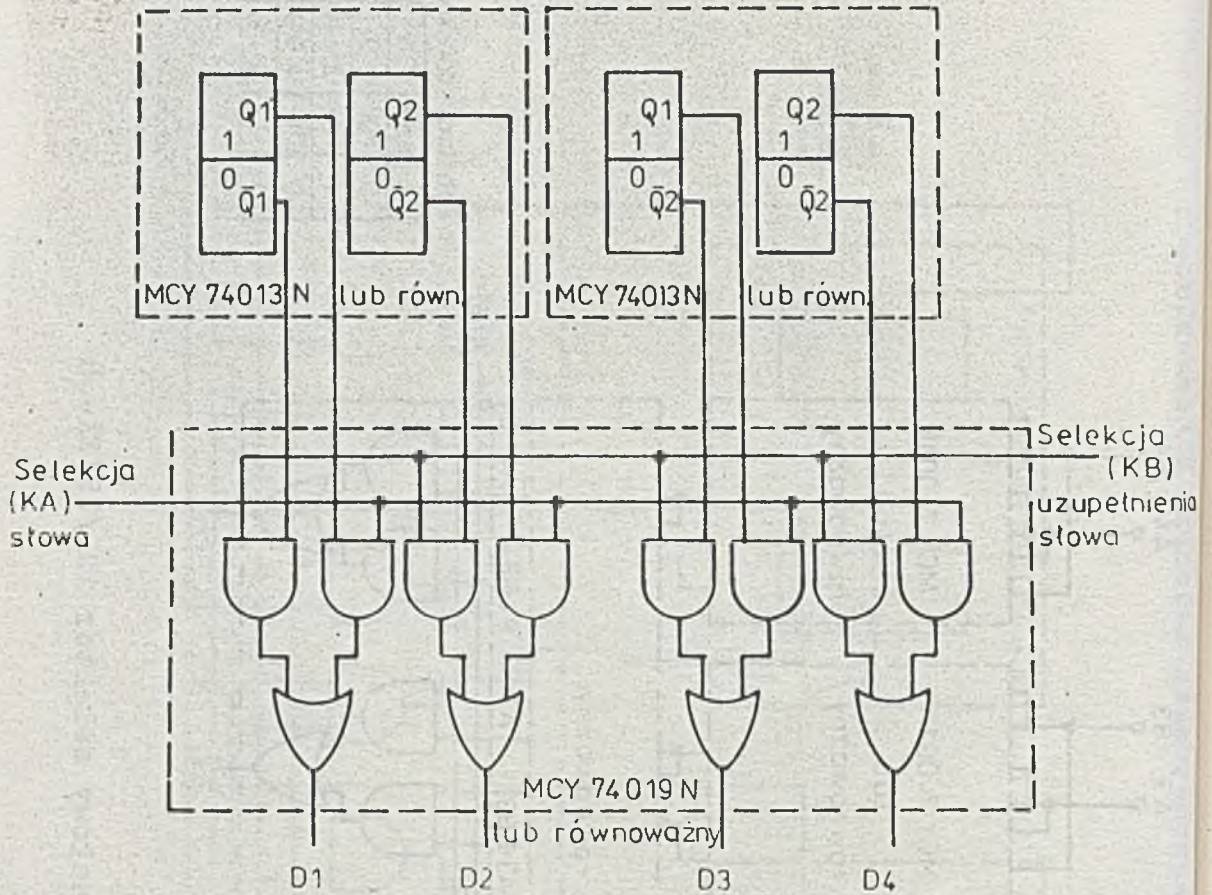 Q1
1
0
Q̄1
Q2
1
0
Q̄2
MCY 74013 N lub równ.
Q1
1
0
Q̄2
Q2
1
0
Q̄2
MCY 74013 N lub równ.
Selekcja
(KA)
słowa
Selekcja
(KB)
uzupełnienia
słowa
MCY 74019 N
lub równoważny
D1
D2
D3
D4